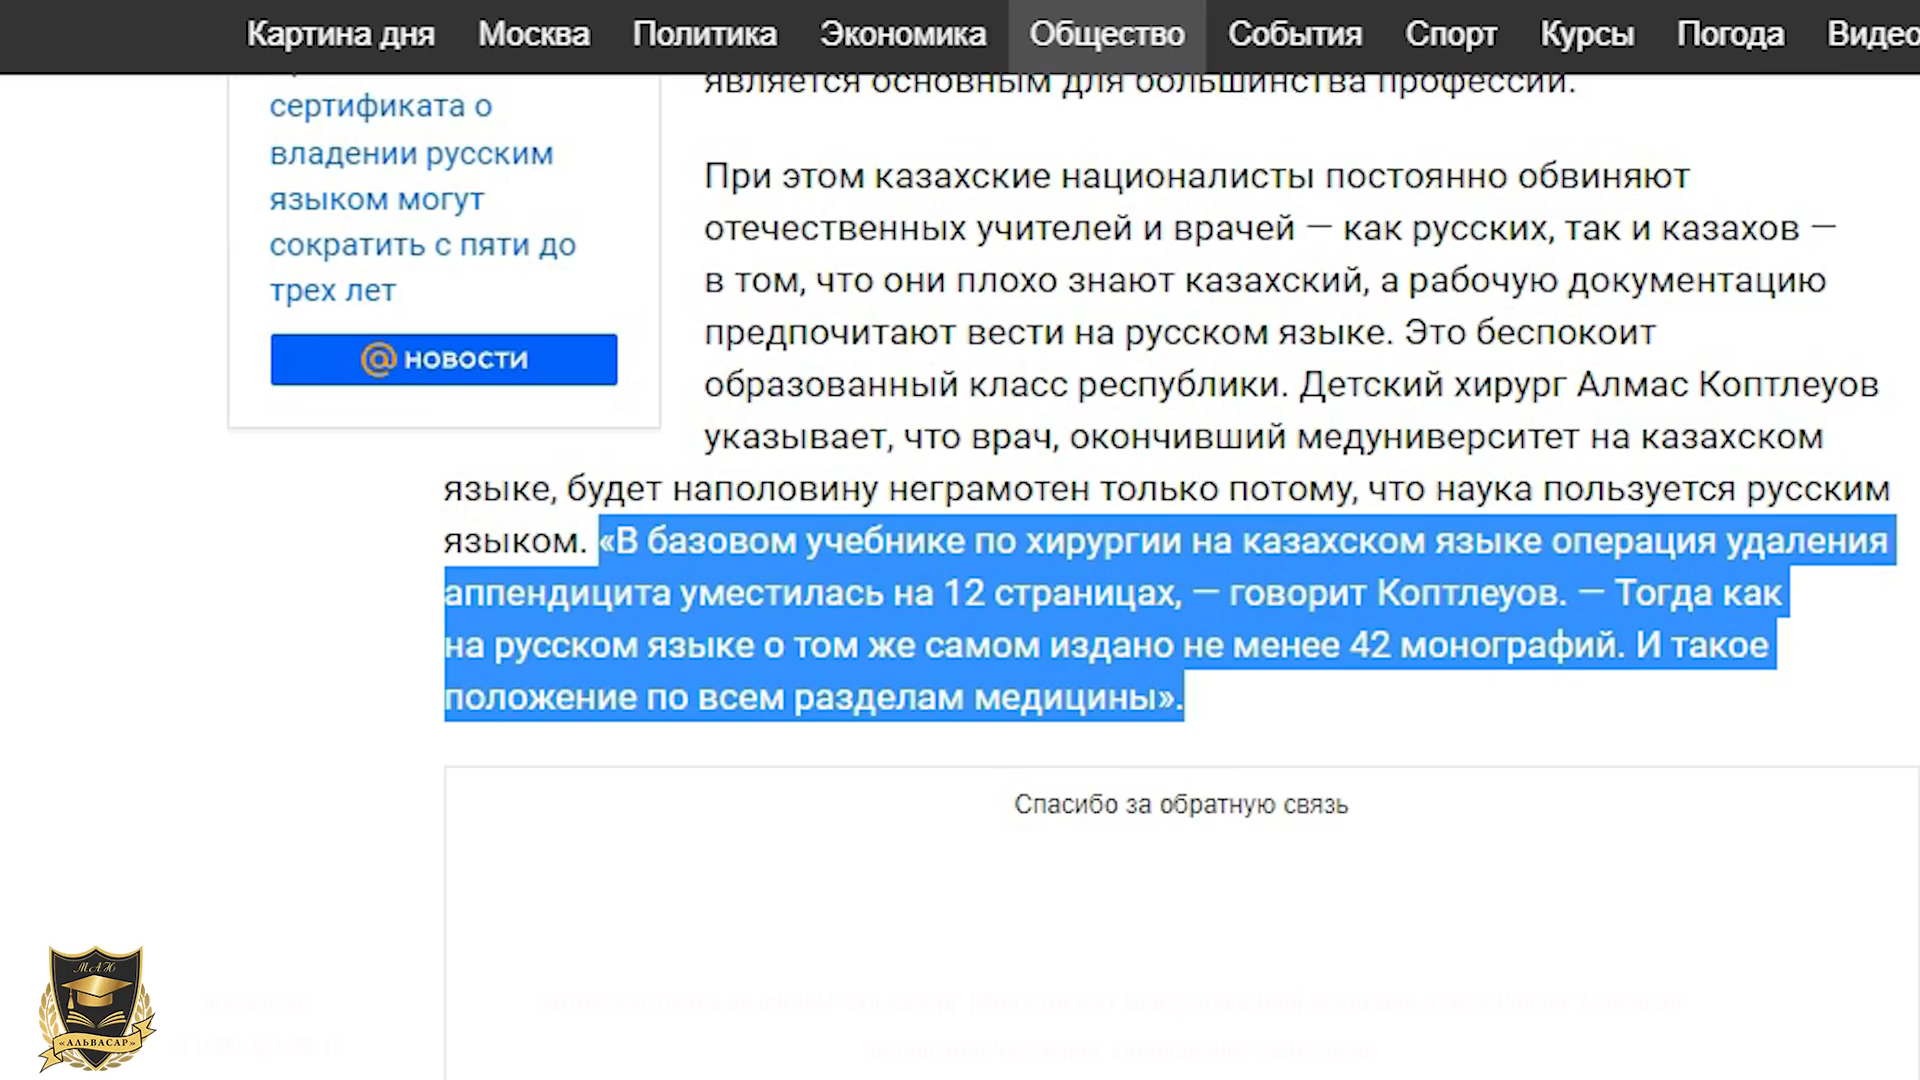 Картина дня Москва Политика Экономика Общество События Спорт Курсы Погода Видео
является основным для большинства профессий.
сертификата о
владении русским
языком могут
сократить с пяти до
трех лет
@ НОВОСТИ
При этом казахские националисты постоянно обвиняют
отечественных учителей и врачей — как русских, так и казахов —
в том, что они плохо знают казахский, а рабочую документацию
предпочитают вести на русском языке. Это беспокоит
образованный класс республики. Детский хирург Алмас Коптлеуов
указывает, что врач, окончивший медуниверситет на казахском
языке, будет наполовину неграмотен только потому, что наука пользуется русским
языком. «В базовом учебнике по хирургии на казахском языке операция удаления
аппендицита уместилась на 12 страницах, — говорит Коптлеуов. — Тогда как
на русском языке о том же самом издано не менее 42 монографий. И такое
положение по всем разделам медицины».
Спасибо за обратную связь
МАН
«АЛЬВАСАР»